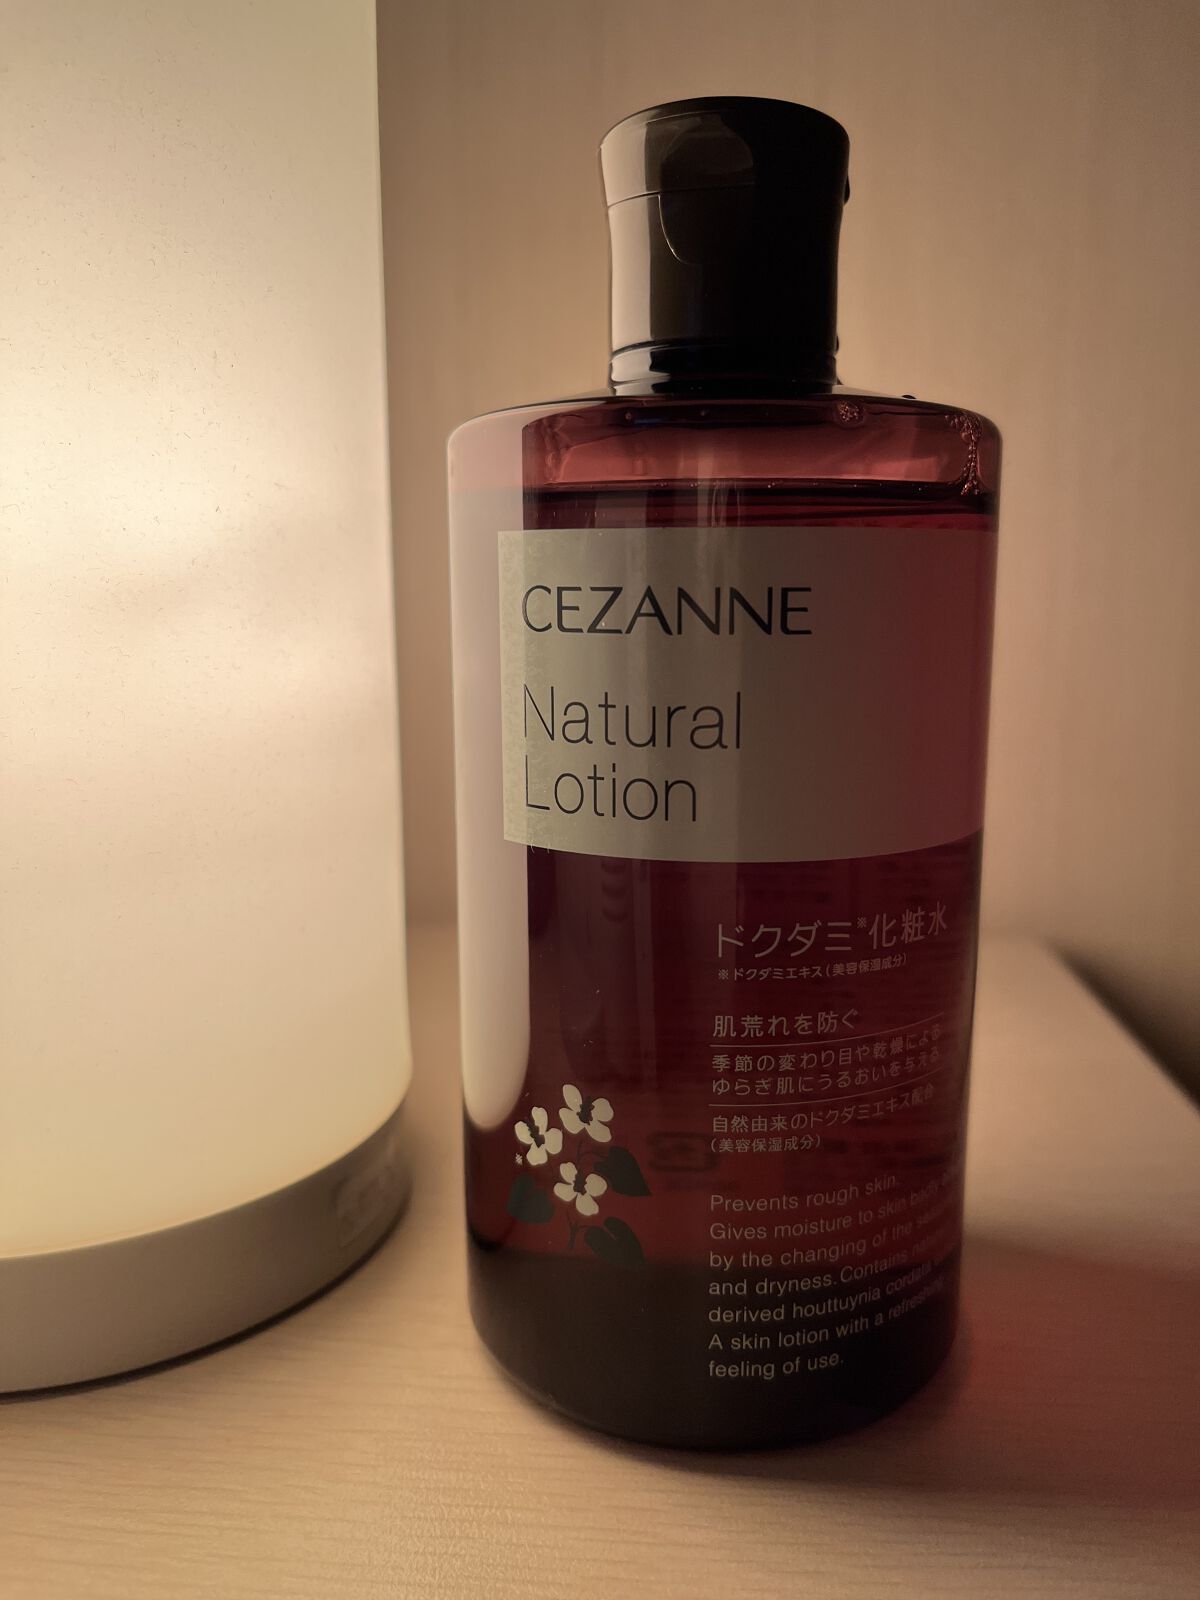 CEZANNE
Natural
Lotion
ドクダミ※化粧水
※ドクダミエキス(美容保湿成分)
肌荒れを防ぐ
季節の変わり目や乾燥による
ゆらぎ肌にうるおいを与える
自然由来のドクダミエキス配合
(美容保湿成分)
※
Prevents rough skin.
Gives moisture to skin badly
by the changing of the
and dryness. Contains
derived houttuynia cordata
A skin lotion with a refreshing
feeling of use.